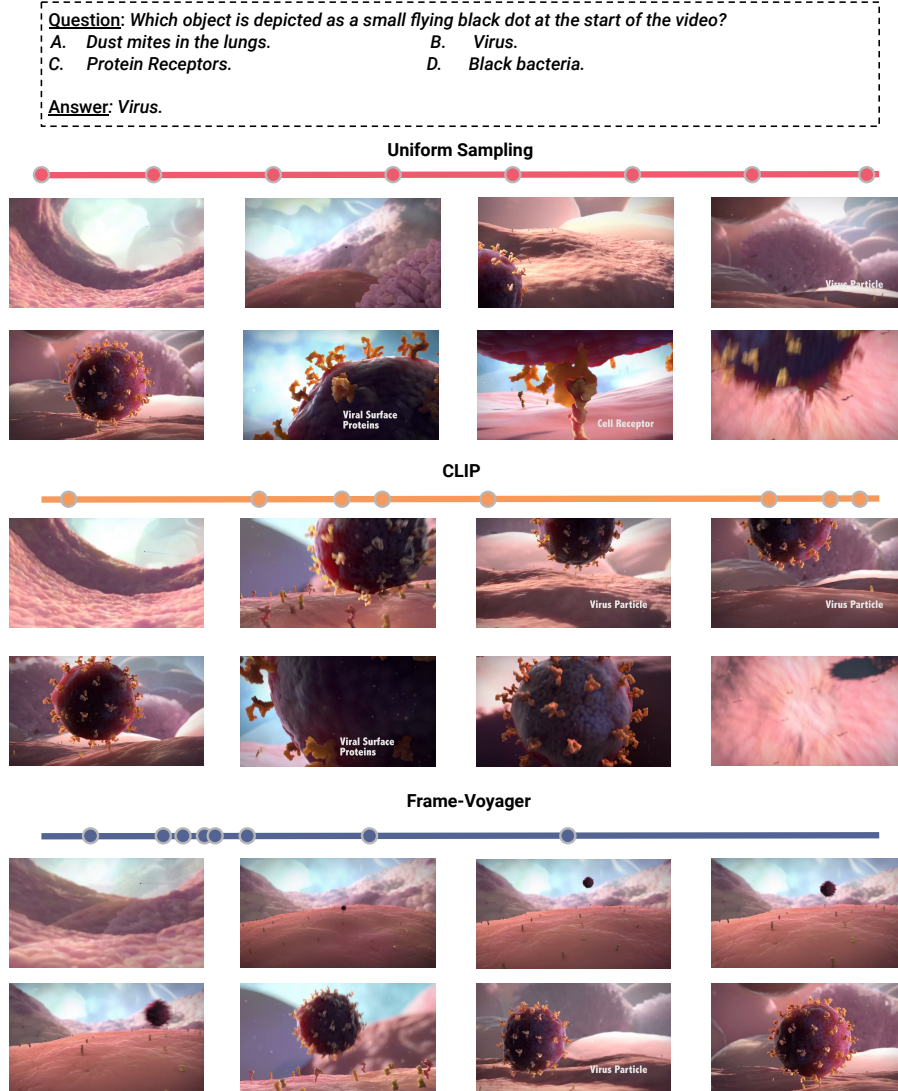 Question: Which object is depicted as a small flying black dot at the start of the video?
A. Dust mites in the lungs. B. Virus.
C. Protein Receptors. D. Black bacteria.
Answer: Virus.
Uniform Sampling
Virus Particle
Viral Surface
Proteins
Cell Receptor
CLIP
Virus Particle
Virus Particle
Viral Surface
Proteins
Frame-Voyager
Virus Particle